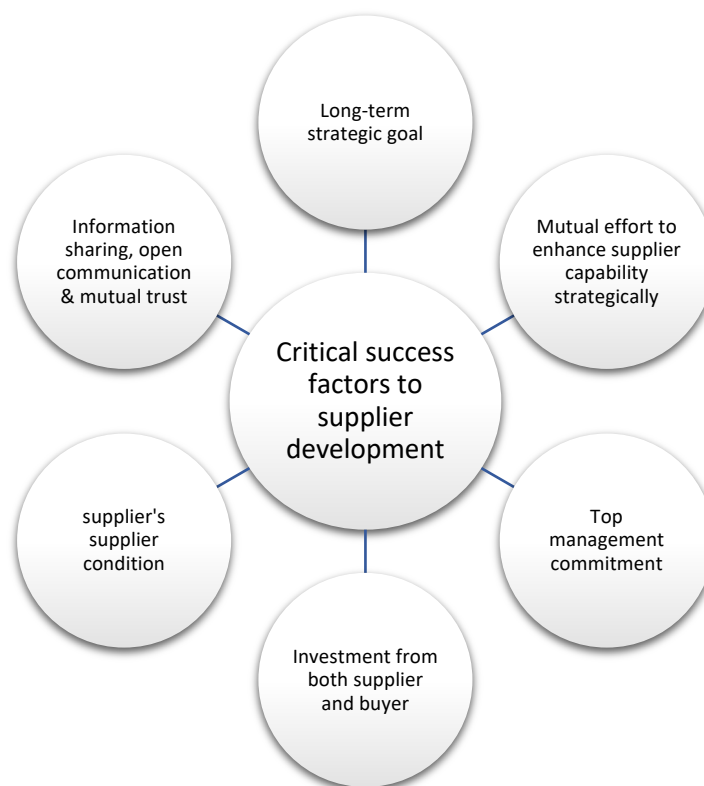 Long-term
strategic goal
Mutual effort to
enhance supplier
capability
strategically
Top
management
commitment
Investment from
both supplier
and buyer
supplier's
supplier
condition
Information
sharing, open
communication
& mutual trust
Critical success
factors to
supplier
development